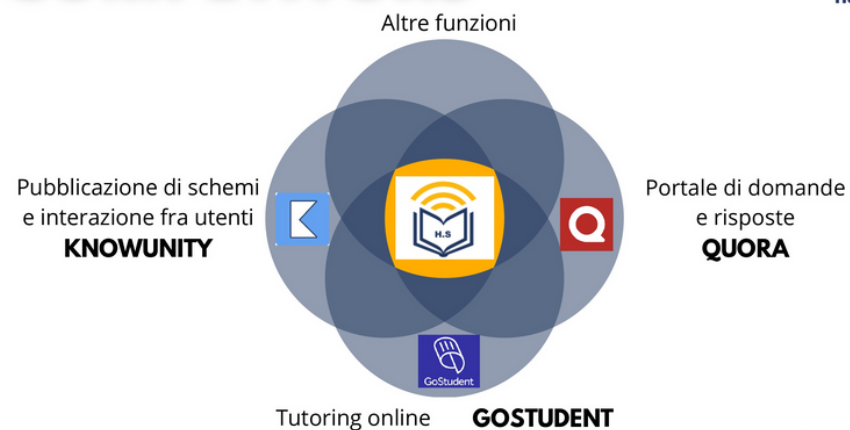 Altre funzioni
Pubblicazione di schemi
e interazione fra utenti
KNOWUNITY
H.S
Portale di domande
e risposte
QUORA
GoStudent
Tutoring online GOSTUDENT